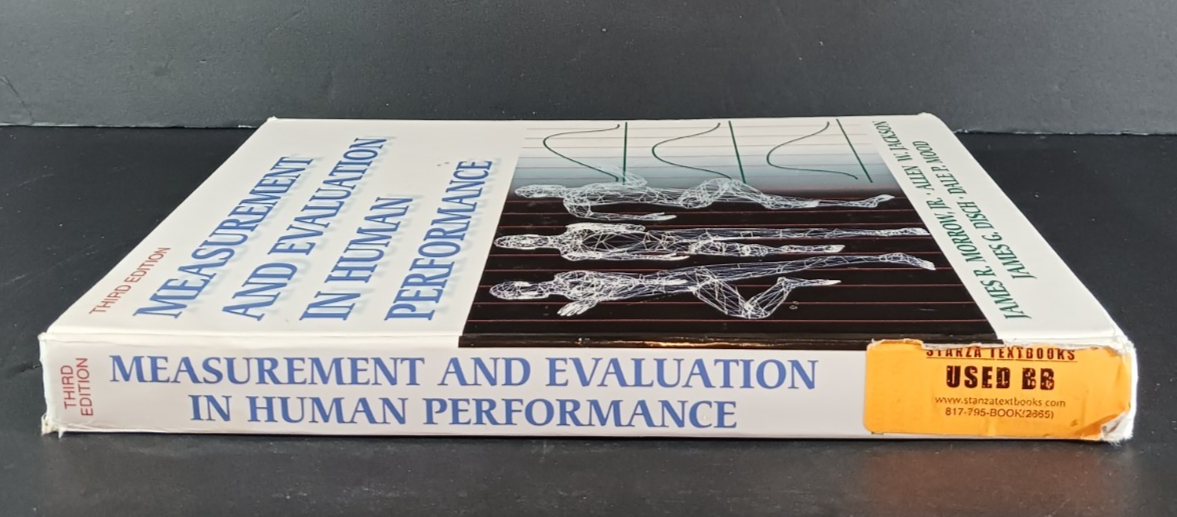 THIRD EDITION
MEASUREMENT
AND EVALUATION
IN HUMAN
PERFORMANCE
JAMES R. MORROW, JR. · ALLEN W. JACKSON
JAMES G. DISCH · DALE P. MOOD
THIRD
EDITION
MEASUREMENT AND EVALUATION
IN HUMAN PERFORMANCE
STANZA TEXTBOOKS
USED BB
www.stanzatextbooks.com
817-795-BOOK(2665)